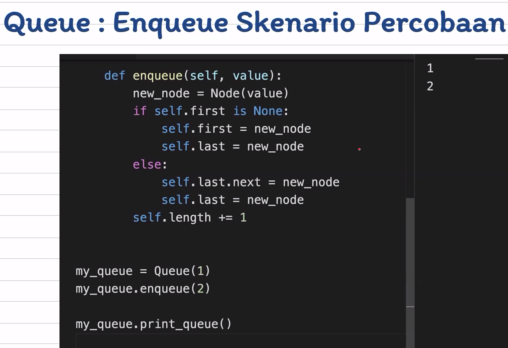 Queue : Enqueue Skenario Percobaan
def enqueue(self, value):
new_node = Node(value)
if self.first is None:
self.first = new_node
self.last = new_node
else:
self.last.next = new_node
self.last = new_node
self.length += 1
my_queue = Queue(1)
my_queue.enqueue(2)
my_queue.print_queue()
1
2